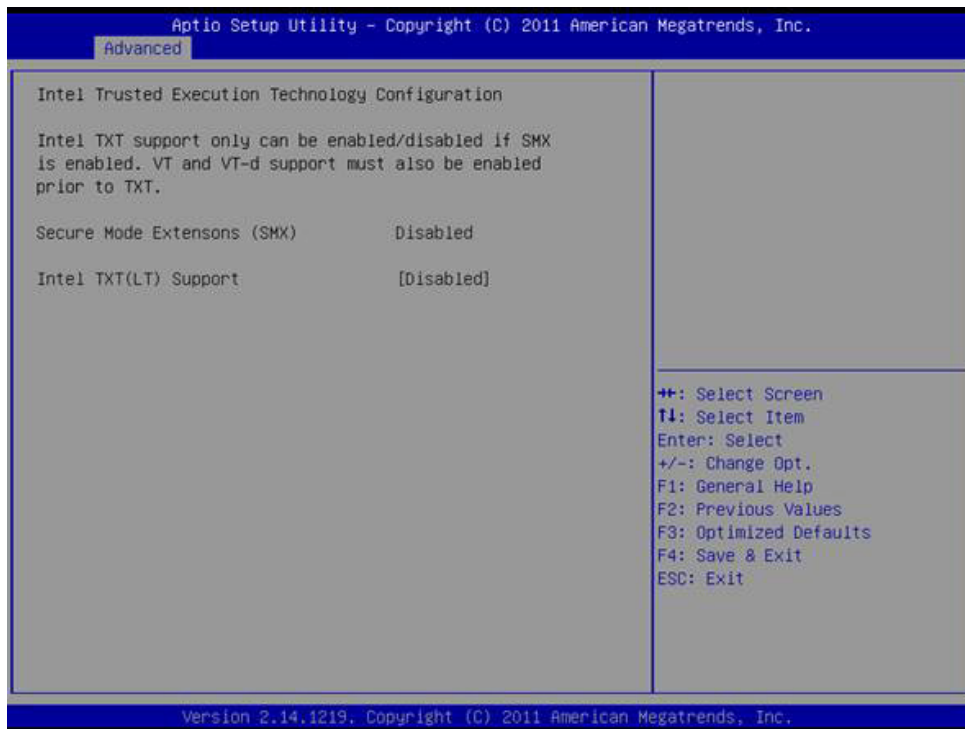 Aptio Setup Utility – Copyright (C) 2011 American Megatrends, Inc.
Advanced
Intel Trusted Execution Technology Configuration
Intel TXT support only can be enabled/disabled if SMX
is enabled. VT and VT-d support must also be enabled
prior to TXT.
Secure Mode Extensons (SMX) Disabled
Intel TXT(LT) Support [Disabled]
→←: Select Screen
↑↓: Select Item
Enter: Select
+/-: Change Opt.
F1: General Help
F2: Previous Values
F3: Optimized Defaults
F4: Save & Exit
ESC: Exit
Version 2.14.1219. Copyright (C) 2011 American Megatrends, Inc.